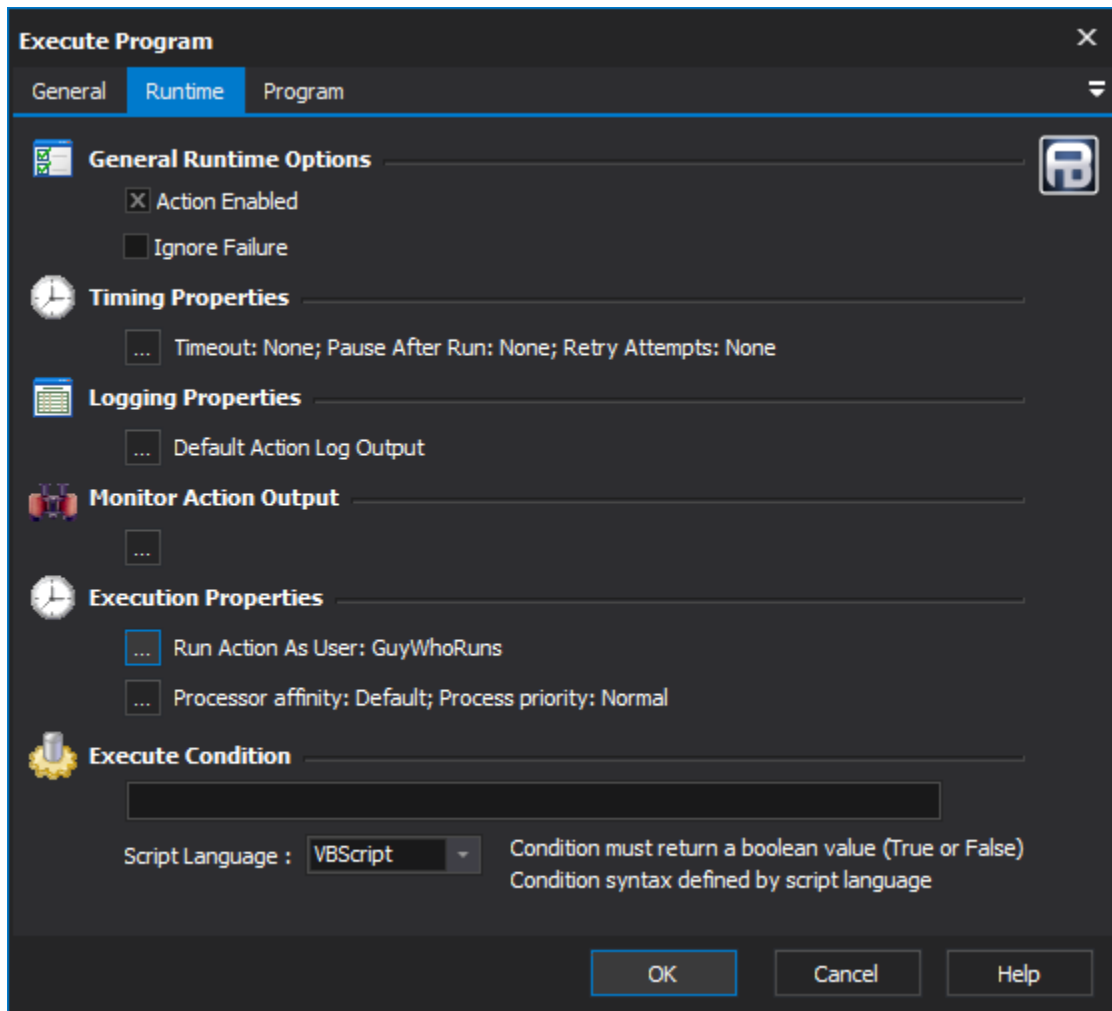 Execute Program
General Runtime Program
General Runtime Options
Action Enabled
Ignore Failure
Timing Properties
... Timeout: None; Pause After Run: None; Retry Attempts: None
Logging Properties
... Default Action Log Output
Monitor Action Output
...
Execution Properties
... Run Action As User: GuyWhoRuns
... Processor affinity: Default; Process priority: Normal
Execute Condition
Script Language : VBScript Condition must return a boolean value (True or False)
Condition syntax defined by script language
OK Cancel Help